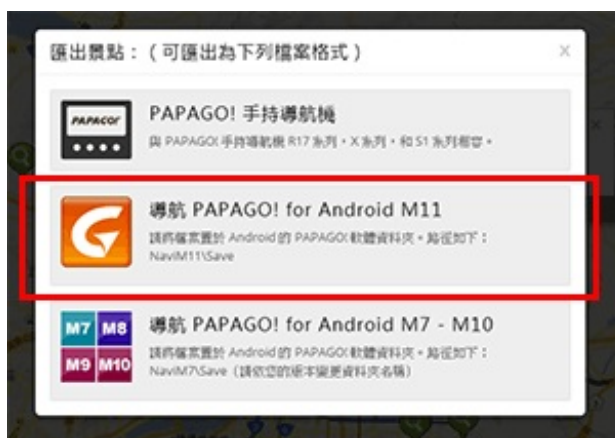 匯出景點：（可匯出為下列檔案格式）
×
PAPAGO!
PAPAGO! 手持導航機
與 PAPAGO! 手持導航機 R17 系列，X 系列，和 S1 系列相容。
導航 PAPAGO! for Android M11
請將檔案置於 Android 的 PAPAGO! 軟體資料夾。路徑如下：
NaviM11\Save
M7 M8
M9 M10
導航 PAPAGO! for Android M7 - M10
請將檔案置於 Android 的 PAPAGO! 軟體資料夾。路徑如下：
NaviM7\Save（請依您的版本變更資料夾名稱）